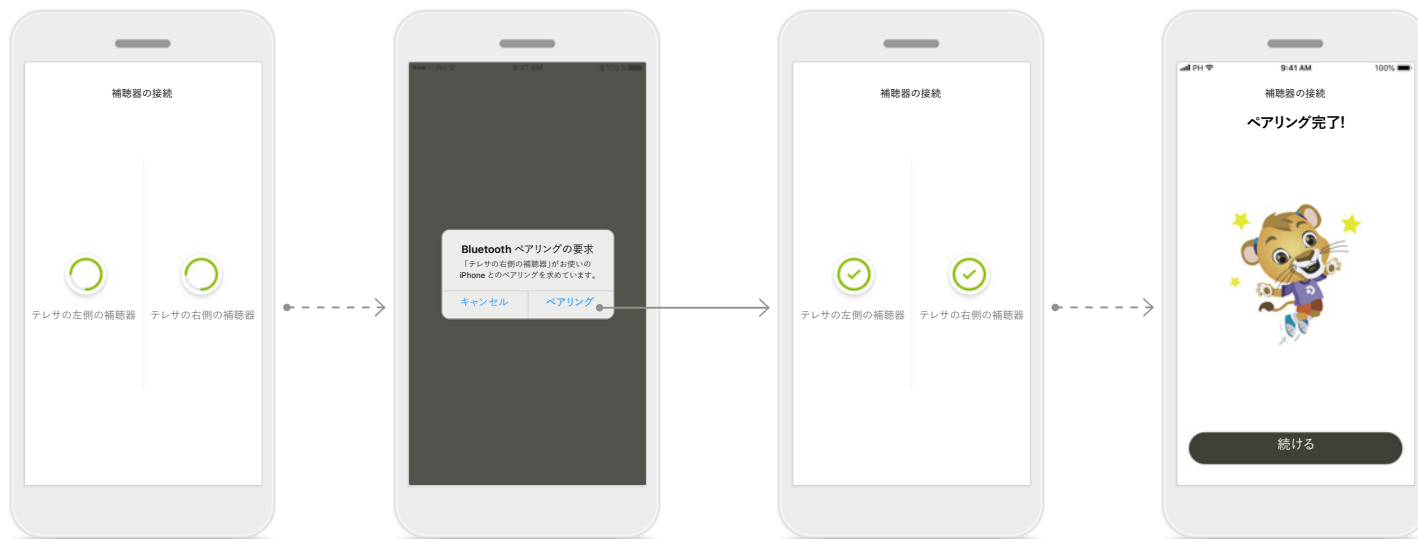 補聴器の接続
テレサの左側の補聴器
テレサの右側の補聴器
9:41 AM
100 %
Bluetooth ペアリングの要求
「テレサの右側の補聴器」がお使いの
iPhone とのペアリングを求めています。
キャンセル
ペアリング
補聴器の接続
テレサの左側の補聴器
テレサの右側の補聴器
PH
9:41 AM
100%
補聴器の接続
ペアリング完了!
続ける